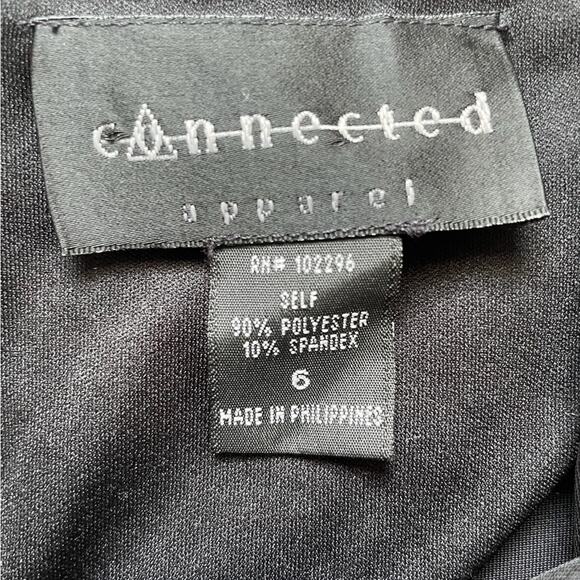 connected
apparel
RN# 102296
SELF
90% POLYESTER
10% SPANDEX
6
MADE IN PHILIPPINES